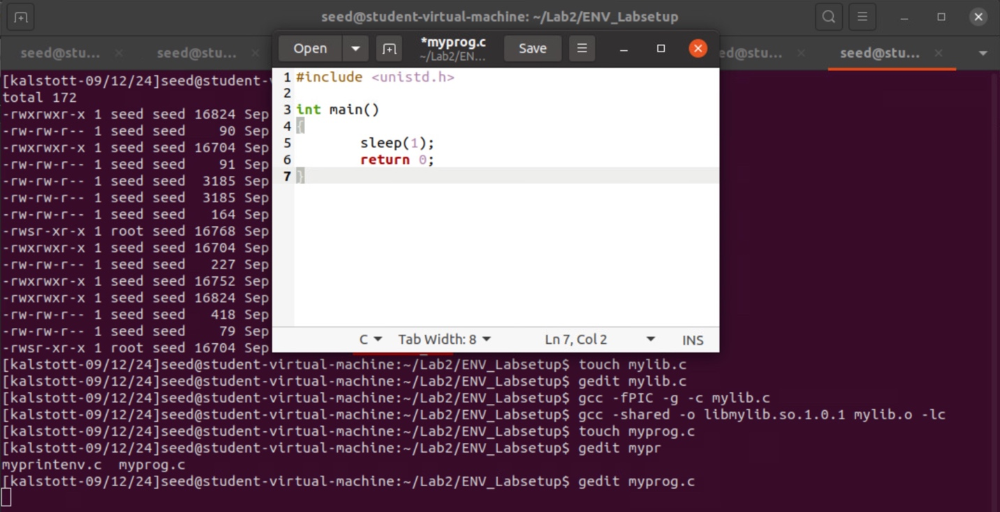 seed@student-virtual-machine: ~/Lab2/ENV_Labsetup
seed@stu... × seed@stu... × ed@stu... × seed@stu... ×
Open *myprog.c Save
~/Lab2/EN...
1 #include <unistd.h>
2
3 int main()
4 {
5 sleep(1);
6 return 0;
7 }
C Tab Width: 8 Ln 7, Col 2 INS
[kalstott-09/12/24]seed@student-
total 172
-rwxrwxr-x 1 seed seed 16824 Sep
-rw-rw-r-- 1 seed seed 90 Sep
-rwxrwxr-x 1 seed seed 16704 Sep
-rw-rw-r-- 1 seed seed 91 Sep
-rw-rw-r-- 1 seed seed 3185 Sep
-rw-rw-r-- 1 seed seed 3185 Sep
-rw-rw-r-- 1 seed seed 164 Sep
-rwsr-xr-x 1 root seed 16768 Sep
-rwxrwxr-x 1 seed seed 16704 Sep
-rw-rw-r-- 1 seed seed 227 Sep
-rwxrwxr-x 1 seed seed 16752 Sep
-rwxrwxr-x 1 seed seed 16824 Sep
-rw-rw-r-- 1 seed seed 418 Sep
-rw-rw-r-- 1 seed seed 79 Sep
-rwsr-xr-x 1 root seed 16704 Sep
[kalstott-09/12/24]seed@student-virtual-machine:~/Lab2/ENV_Labsetup$ touch mylib.c
[kalstott-09/12/24]seed@student-virtual-machine:~/Lab2/ENV_Labsetup$ gedit mylib.c
[kalstott-09/12/24]seed@student-virtual-machine:~/Lab2/ENV_Labsetup$ gcc -fPIC -g -c mylib.c
[kalstott-09/12/24]seed@student-virtual-machine:~/Lab2/ENV_Labsetup$ gcc -shared -o libmylib.so.1.0.1 mylib.o -lc
[kalstott-09/12/24]seed@student-virtual-machine:~/Lab2/ENV_Labsetup$ touch myprog.c
[kalstott-09/12/24]seed@student-virtual-machine:~/Lab2/ENV_Labsetup$ gedit mypr
myprintenv.c myprog.c
[kalstott-09/12/24]seed@student-virtual-machine:~/Lab2/ENV_Labsetup$ gedit myprog.c